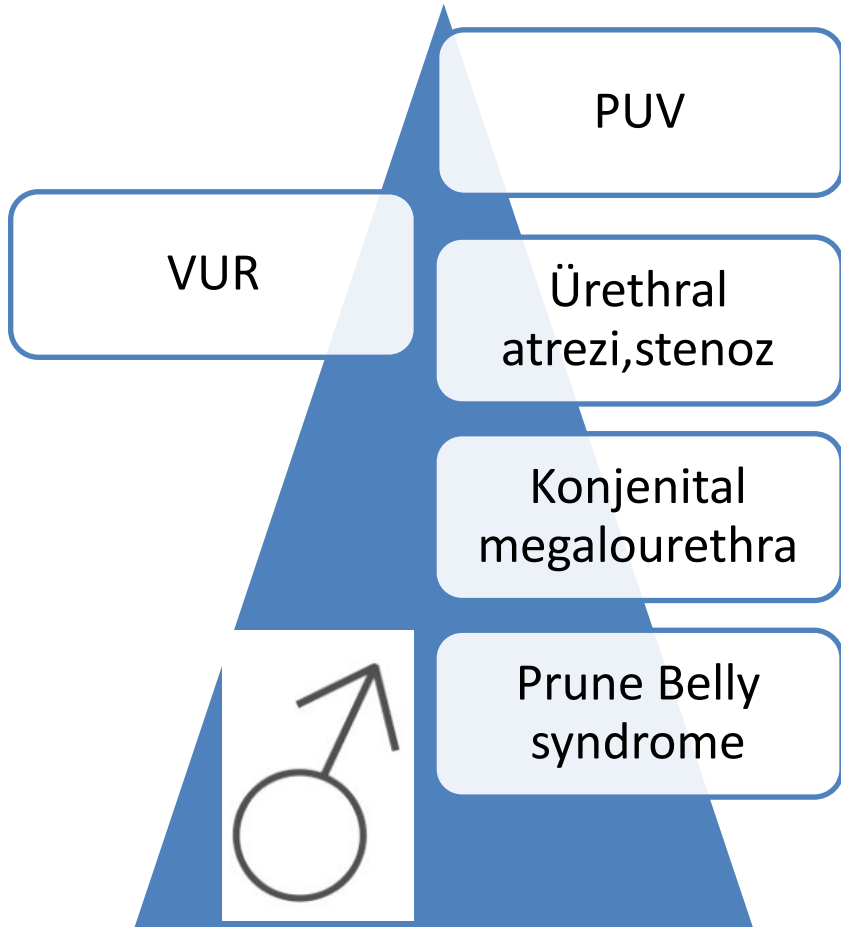 PUV
VUR
Ürethral
atrezi,stenoz
Konjenital
megalourethra
Prune Belly
syndrome